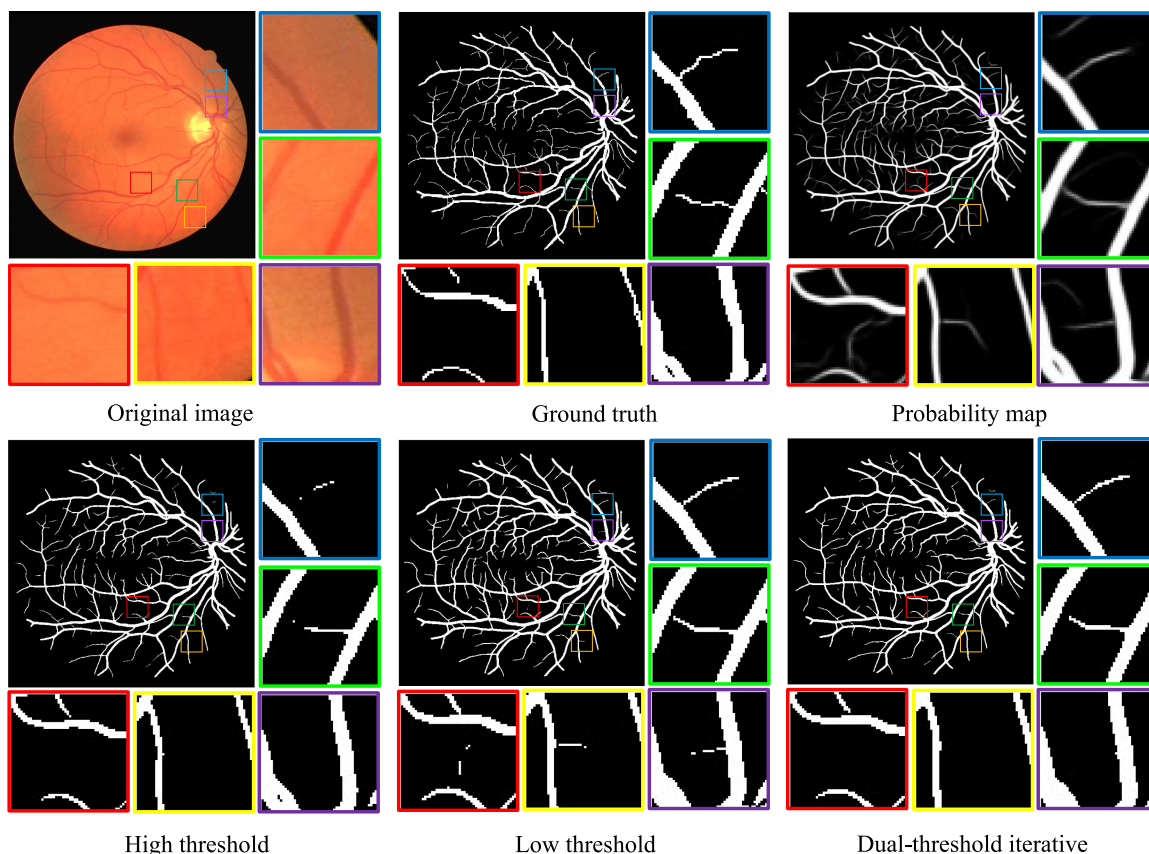 Original image
Ground truth
Probability map
High threshold
Low threshold
Dual-threshold iterative